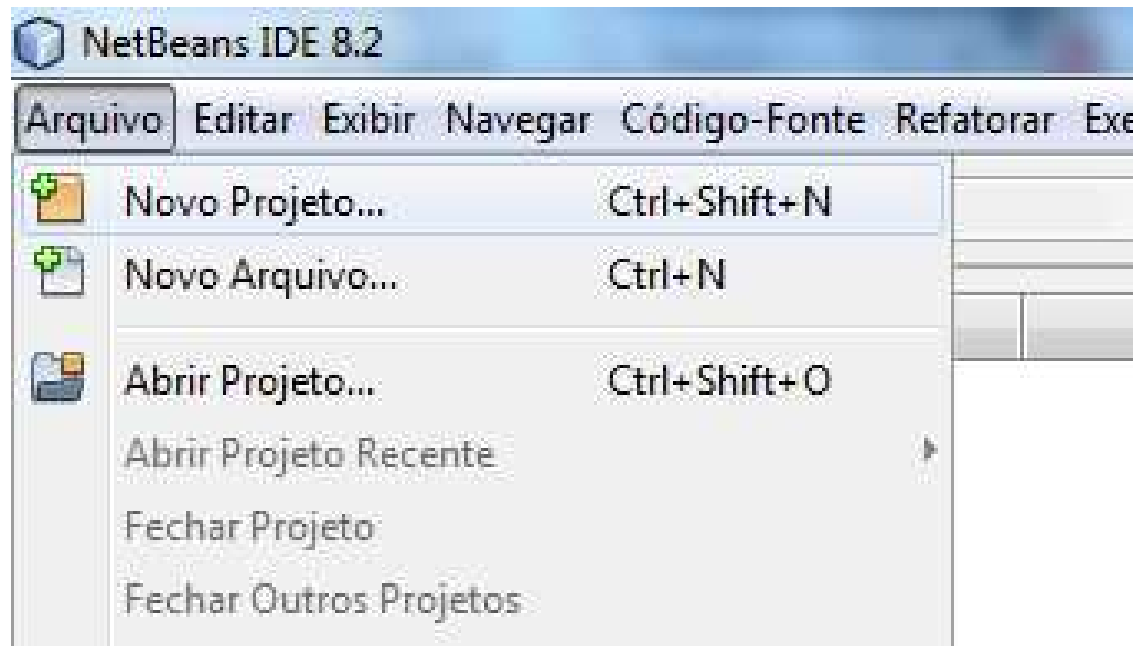 NetBeans IDE 8.2
Arquivo Editar Exibir Navegar Código-Fonte Refatorar Exe
Novo Projeto... Ctrl+Shift+N
Novo Arquivo... Ctrl+N
Abrir Projeto... Ctrl+Shift+O
Abrir Projeto Recente
Fechar Projeto
Fechar Outros Projetos